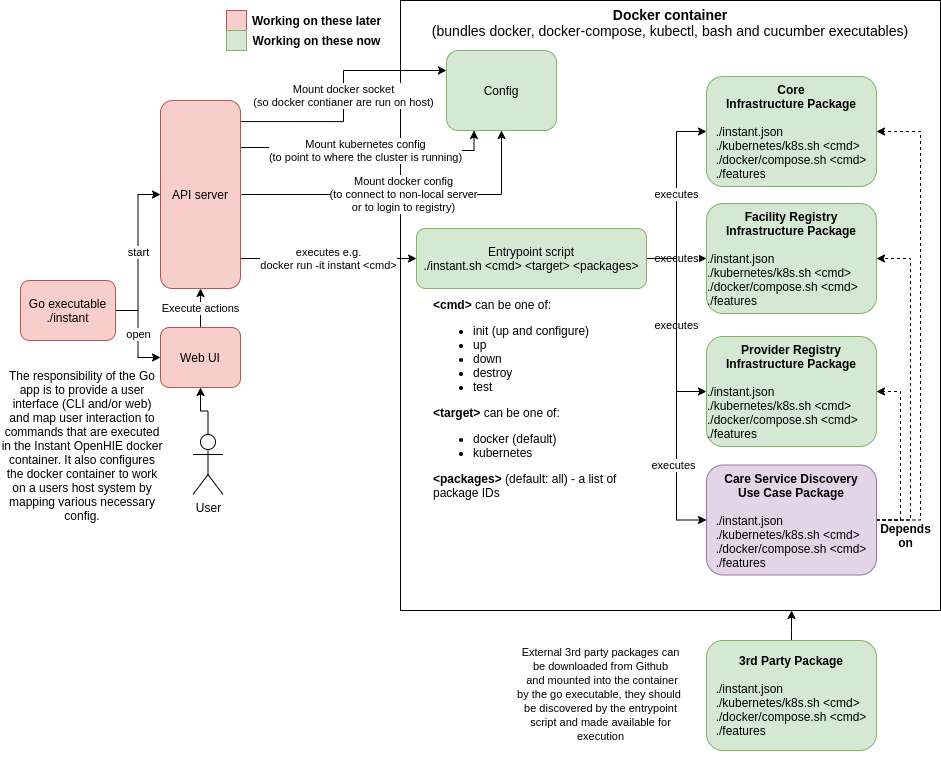 Working on these later
Working on these now
Docker container
(bundles docker, docker-compose, kubectl, bash and cucumber executables)
Mount docker socket
(so docker contianer are run on host)
Config
Mount kubernetes config
(to point to where the cluster is running)
Mount docker config
(to connect to non-local server
or to login to registry)
API server
executes e.g.
docker run -it instant <cmd>
Entrypoint script
./instant.sh <cmd> <target> <packages>
start
Go executable
./instant
open
Execute actions
Web UI
User
The responsibility of the Go
app is to provide a user
interface (CLI and/or web)
and map user interaction to
commands that are executed
in the Instant OpenHIE docker
container. It also configures
the docker container to work
on a users host system by
mapping various necessary
config.
<cmd> can be one of:
• init (up and configure)
• up
• down
• destroy
• test
<target> can be one of:
• docker (default)
• kubernetes
<packages> (default: all) - a list of
package IDs
executes
executes
executes
executes
Core
Infrastructure Package
./instant.json
./kubernetes/k8s.sh <cmd>
./docker/compose.sh <cmd>
./features
Facility Registry
Infrastructure Package
./instant.json
./kubernetes/k8s.sh <cmd>
./docker/compose.sh <cmd>
./features
Provider Registry
Infrastructure Package
./instant.json
./kubernetes/k8s.sh <cmd>
./docker/compose.sh <cmd>
./features
Care Service Discovery
Use Case Package
./instant.json
./kubernetes/k8s.sh <cmd>
./docker/compose.sh <cmd>
./features
Depends
on
External 3rd party packages can
be downloaded from Github
and mounted into the container
by the go executable, they should
be discovered by the entrypoint
script and made available for
execution
3rd Party Package
./instant.json
./kubernetes/k8s.sh <cmd>
./docker/compose.sh <cmd>
./features